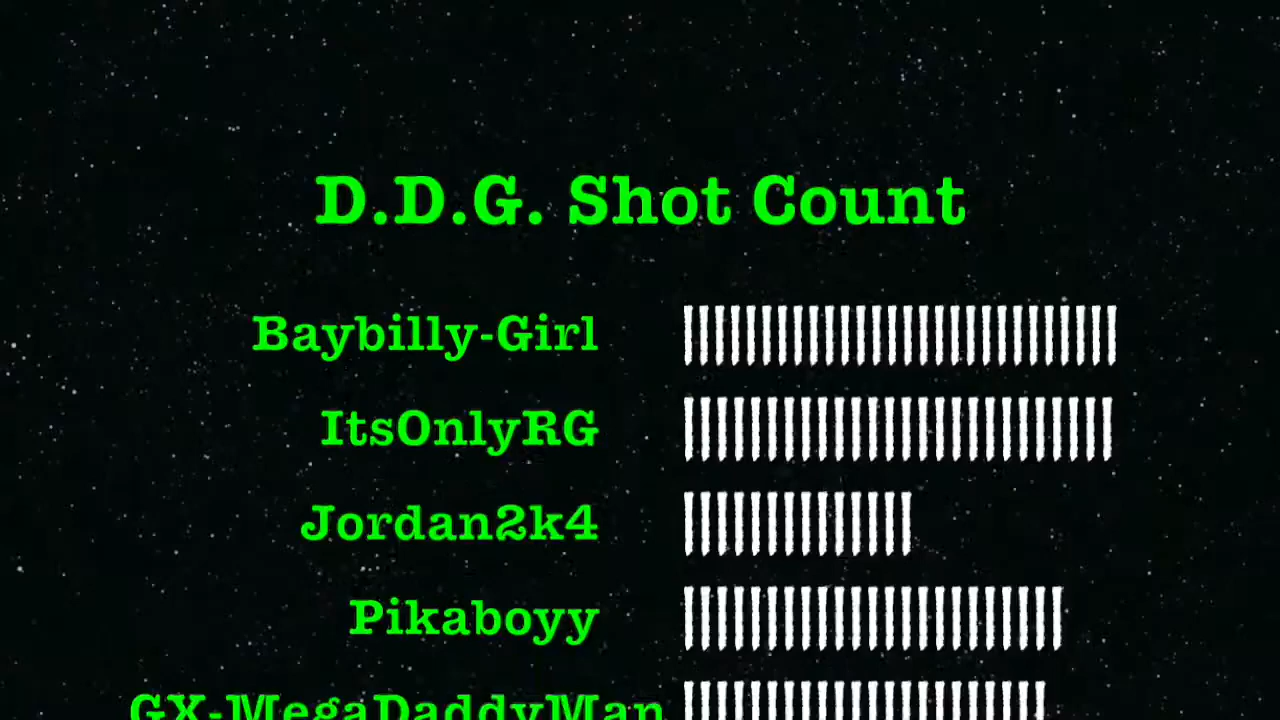 D.D.G. Shot Count
Baybilly-Girl
ItsOnlyRG
Jordan2k4
Pikaboyy
GX-MegaDaddyMan